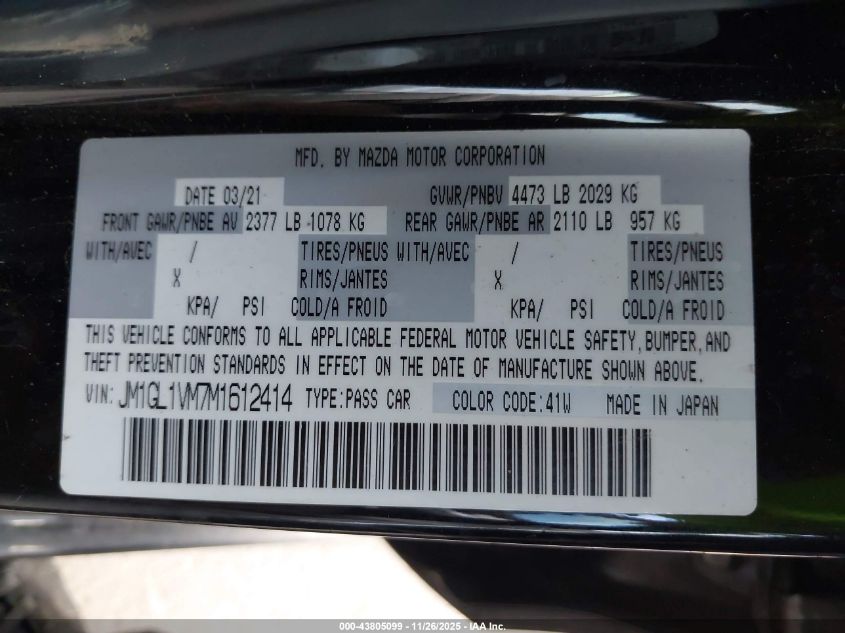 MFD. BY MAZDA MOTOR CORPORATION
DATE 03/21 GVWR/PNBV 4473 LB 2029 KG
FRONT GAWR/PNBE AV 2377 LB 1078 KG REAR GAWR/PNBE AR 2110 LB 957 KG
WITH/AVEC / TIRES/PNEUS WITH/AVEC / TIRES/PNEUS
X RIMS/JANTES X RIMS/JANTES
KPA/ PSI COLD/A FROID KPA/ PSI COLD/A FROID
THIS VEHICLE CONFORMS TO ALL APPLICABLE FEDERAL MOTOR VEHICLE SAFETY, BUMPER, AND
THEFT PREVENTION STANDARDS IN EFFECT ON THE DATE OF MANUFACTURE SHOWN ABOVE.
VIN: JM1GL1VM7M1612414 TYPE:PASS CAR COLOR CODE:41W MADE IN JAPAN
000-43805099 - 11/26/2025 - IAA Inc.